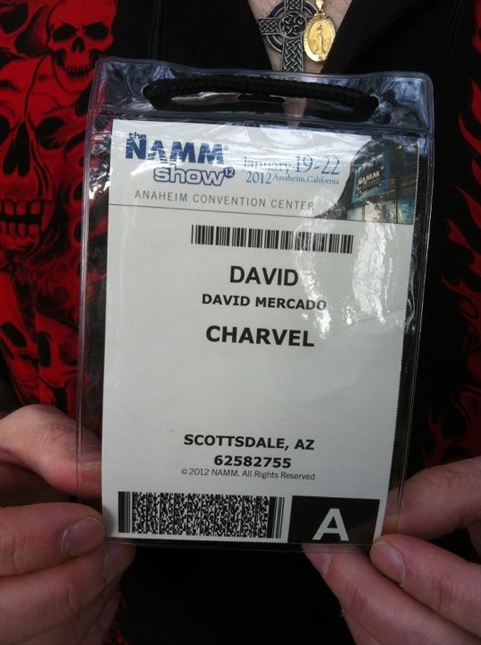 the
NAMM
show 12
January 19-22
2012 Anaheim, California
NAMM
ANAHEIM CONVENTION CENTER
DAVID
DAVID MERCADO
CHARVEL
SCOTTSDALE, AZ
62582755
©2012 NAMM. All Rights Reserved
A